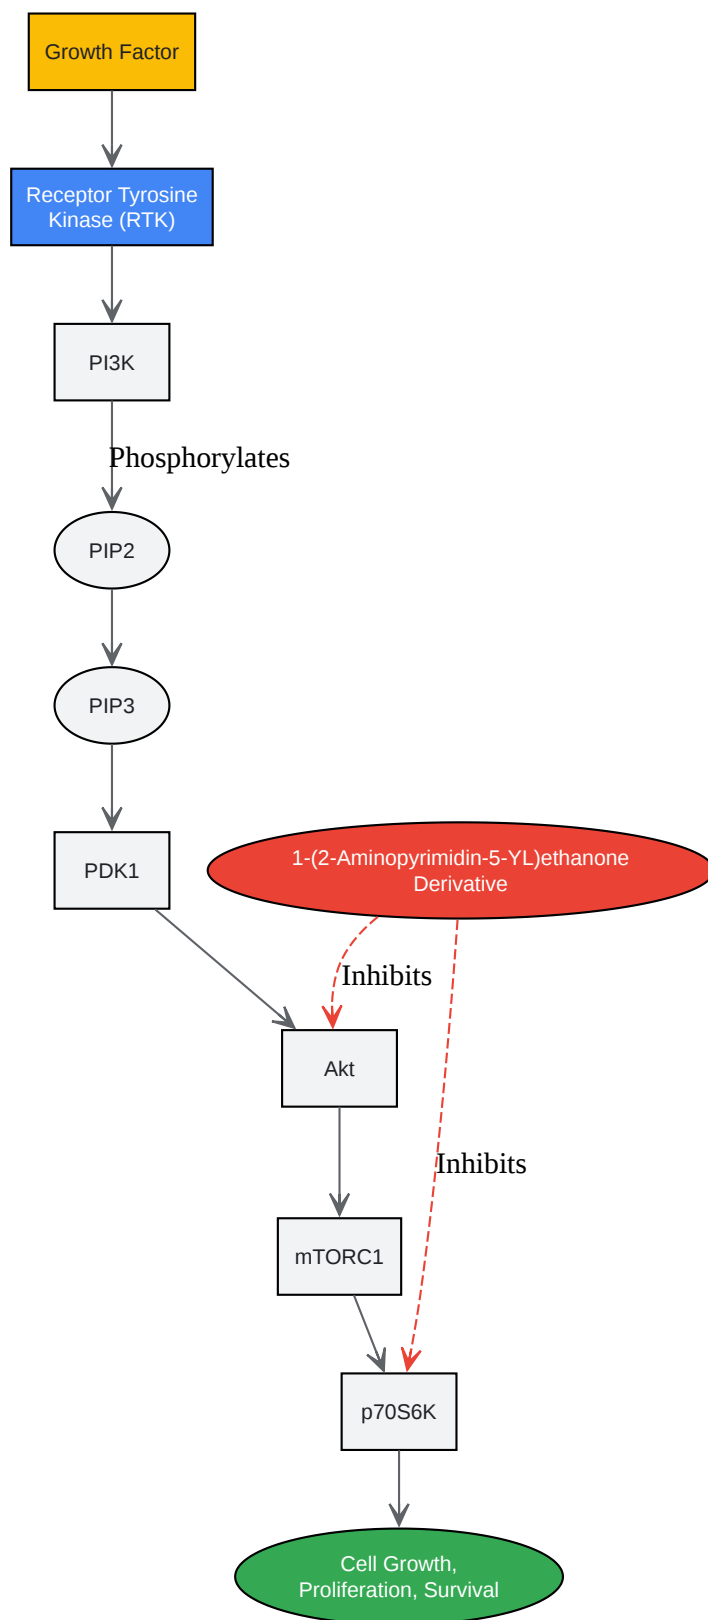 Growth Factor
Receptor Tyrosine
Kinase (RTK)
PI3K
Phosphorylates
PIP2
PIP3
PDK1
1-(2-Aminopyrimidin-5-YL)ethanone
Derivative
Inhibits
Akt
Inhibits
mTORC1
p70S6K
Cell Growth,
Proliferation, Survival